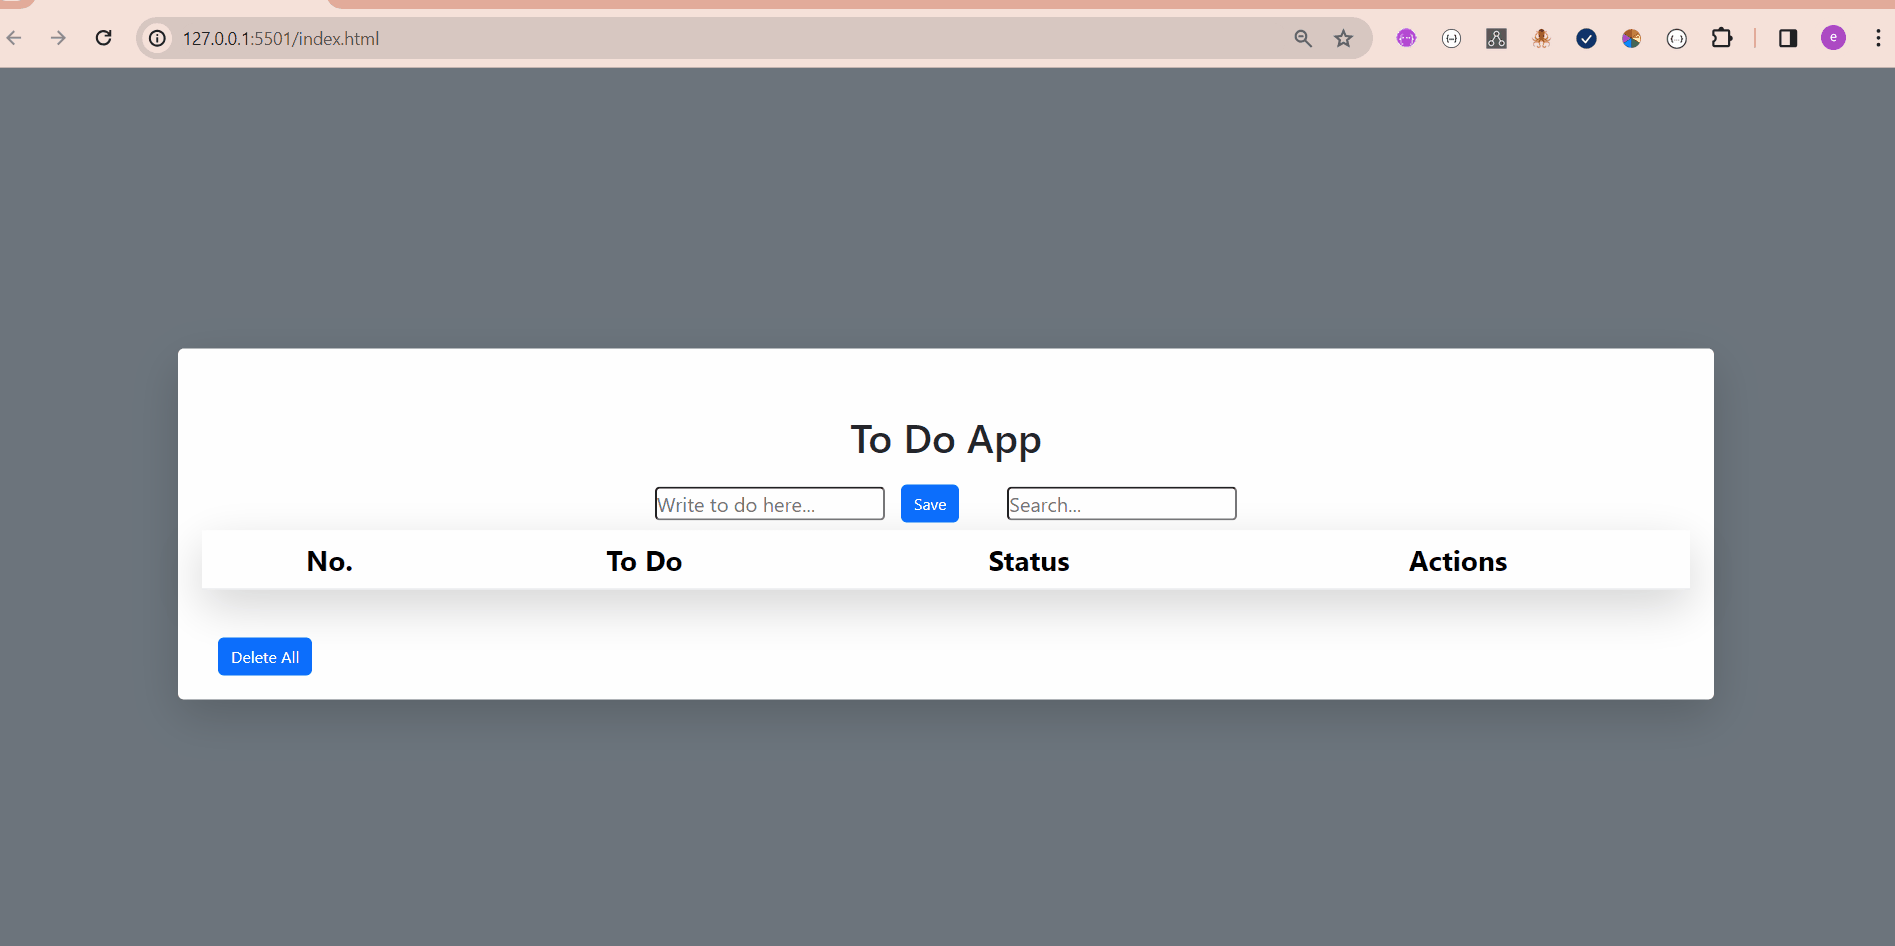 127.0.0.1:5501/index.html
e
To Do App
Write to do here... Save Search...
No. To Do Status Actions
Delete All